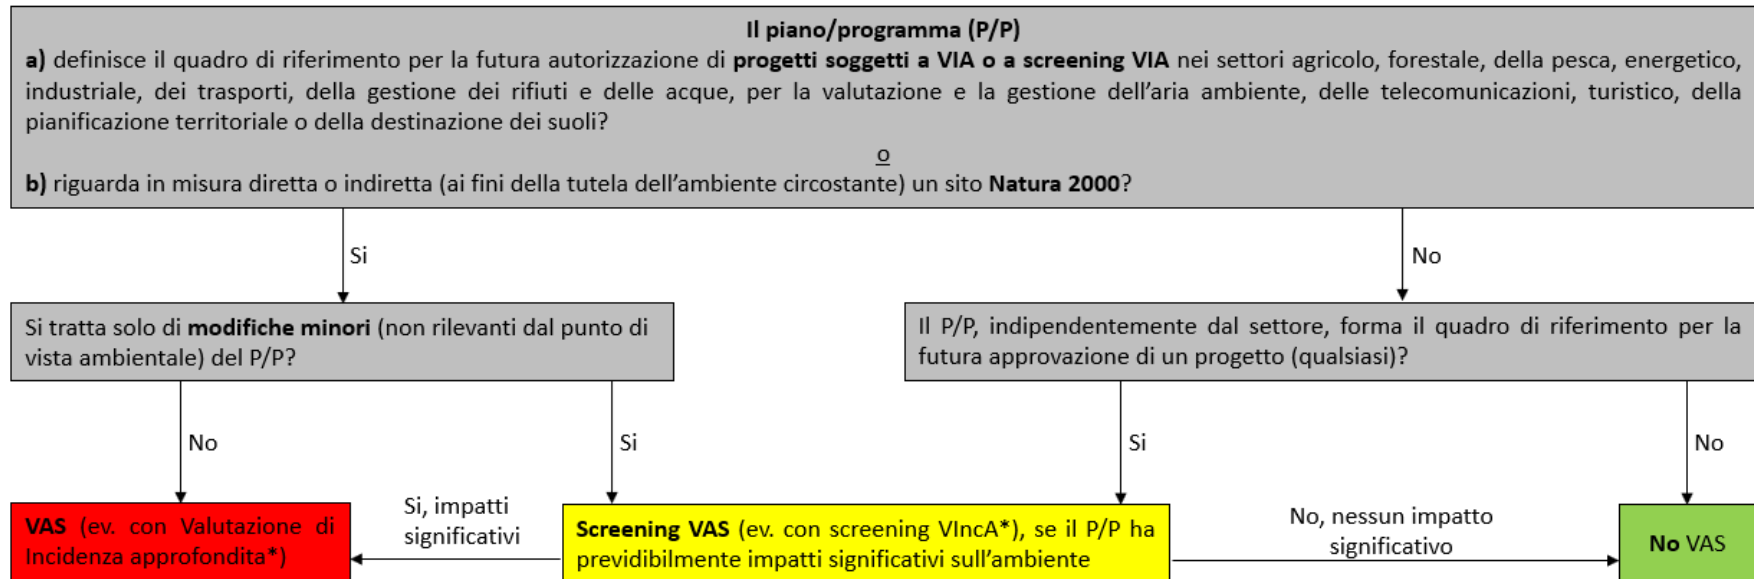 Il piano/programma (P/P)
a) definisce il quadro di riferimento per la futura autorizzazione di progetti soggetti a VIA o a screening VIA nei settori agricolo, forestale, della pesca, energetico,
industriale, dei trasporti, della gestione dei rifiuti e delle acque, per la valutazione e la gestione dell'aria ambiente, delle telecomunicazioni, turistico, della
pianificazione territoriale o della destinazione dei suoli?
o
b) riguarda in misura diretta o indiretta (ai fini della tutela dell'ambiente circostante) un sito Natura 2000?
Si
No
Si tratta solo di modifiche minori (non rilevanti dal punto di
vista ambientale) del P/P?
Il P/P, indipendentemente dal settore, forma il quadro di riferimento per la
futura approvazione di un progetto (qualsiasi)?
No
Si
Si
No
VAS (ev. con Valutazione di
Incidenza approfondita*)
Si, impatti
significativi
Screening VAS (ev. con screening VIncA*), se il P/P ha
previdibilmente impatti significativi sull'ambiente
No, nessun impatto
significativo
No VAS